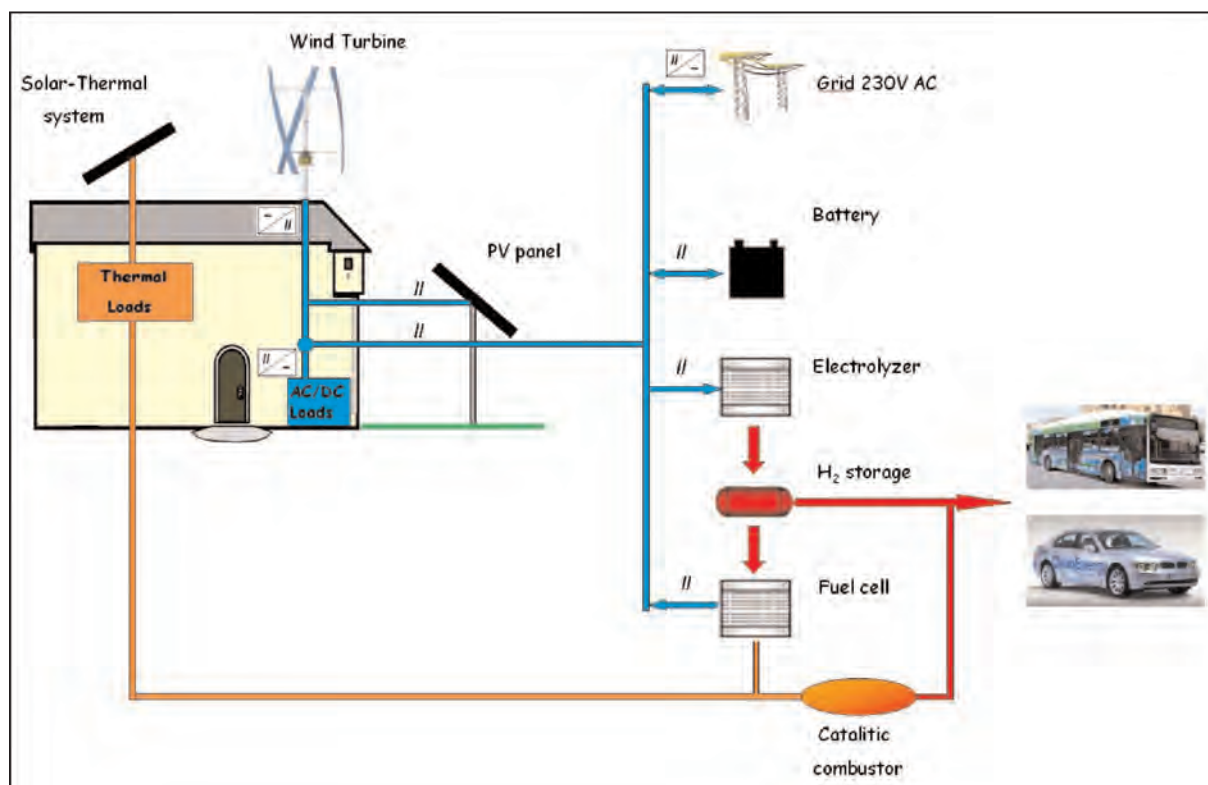 Wind Turbine
Solar-Thermal
system
Grid 230V AC
Battery
PV panel
Thermal
Loads
Electrolyzer
AC/DC
Loads
H₂ storage
Fuel cell
Catalitic
combustor